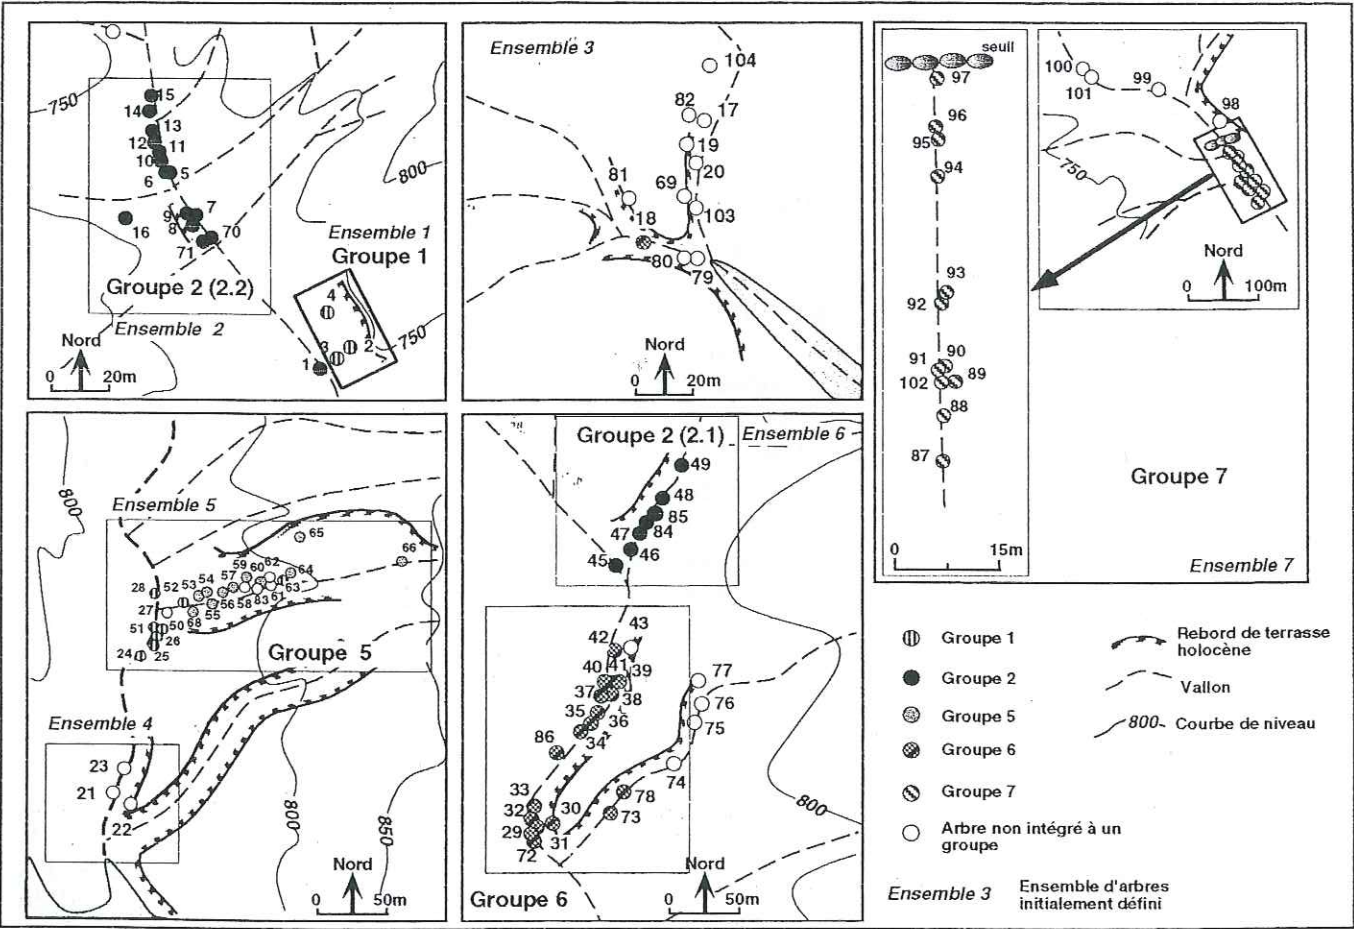 750
15
14
13
12
11
10
6
5
9
7
8
16
70
71
800
Ensemble 1
Groupe 1
Groupe 2 (2.2)
Ensemble 2
4
3
2
1
750
Nord
0 20m
Ensemble 3
104
82
17
19
20
81
69
18
103
80
79
Nord
0 20m
seuil
97
96
95
94
93
92
91
90
102
89
88
87
0 15m
100
101
99
98
750
Nord
0 100m
Groupe 7
Ensemble 7
800
Ensemble 5
65
66
59
62
60
64
57
54
53
52
28
63
61
83
58
56
55
27
68
51
50
26
24
25
Groupe 5
Ensemble 4
23
21
22
800
850
Nord
0 50m
Groupe 2 (2.1)
Ensemble 6
49
48
85
84
47
46
45
43
42
41
40
39
37
38
35
36
34
86
77
76
75
74
78
73
33
32
30
29
31
72
800
Nord
0 50m
Groupe 6
Groupe 1
Groupe 2
Groupe 5
Groupe 6
Groupe 7
Arbre non intégré à un
groupe
Ensemble 3
Ensemble d'arbres
initialement défini
Rebord de terrasse
holocène
Vallon
800 Courbe de niveau